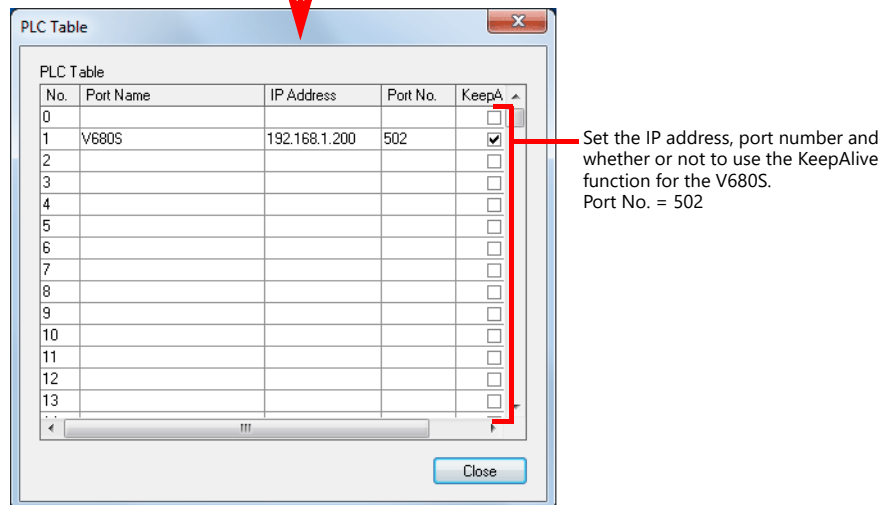 PLC Table
PLC Table
No. Port Name IP Address Port No. KeepA
0
1 V680S 192.168.1.200 502
2
3
4
5
6
7
8
9
10
11
12
13
Set the IP address, port number and
whether or not to use the KeepAlive
function for the V680S.
Port No. = 502
Close